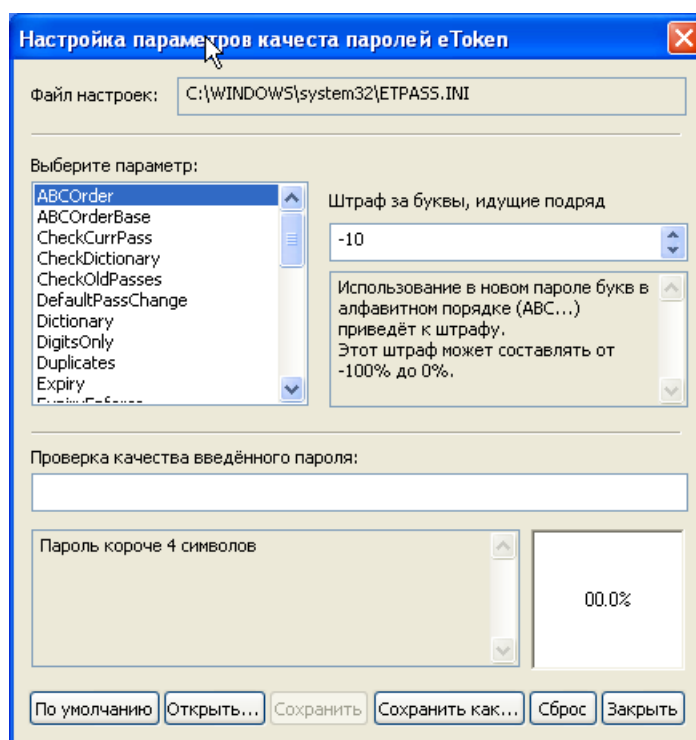 Настройка параметров качеста паролей eToken
Файл настроек:
C:\WINDOWS\system32\ETPASS.INI
Выберите параметр:
ABCOrder
ABCOrderBase
CheckCurrPass
CheckDictionary
CheckOldPasses
DefaultPassChange
Dictionary
DigitsOnly
Duplicates
Expiry
Штраф за буквы, идущие подряд
-10
Использование в новом пароле букв в
алфавитном порядке (ABC...)
приведёт к штрафу.
Этот штраф может составлять от
-100% до 0%.
Проверка качества введённого пароля:
Пароль короче 4 символов
00.0%
По умолчанию Открыть... Сохранить Сохранить как... Сброс Закрыть